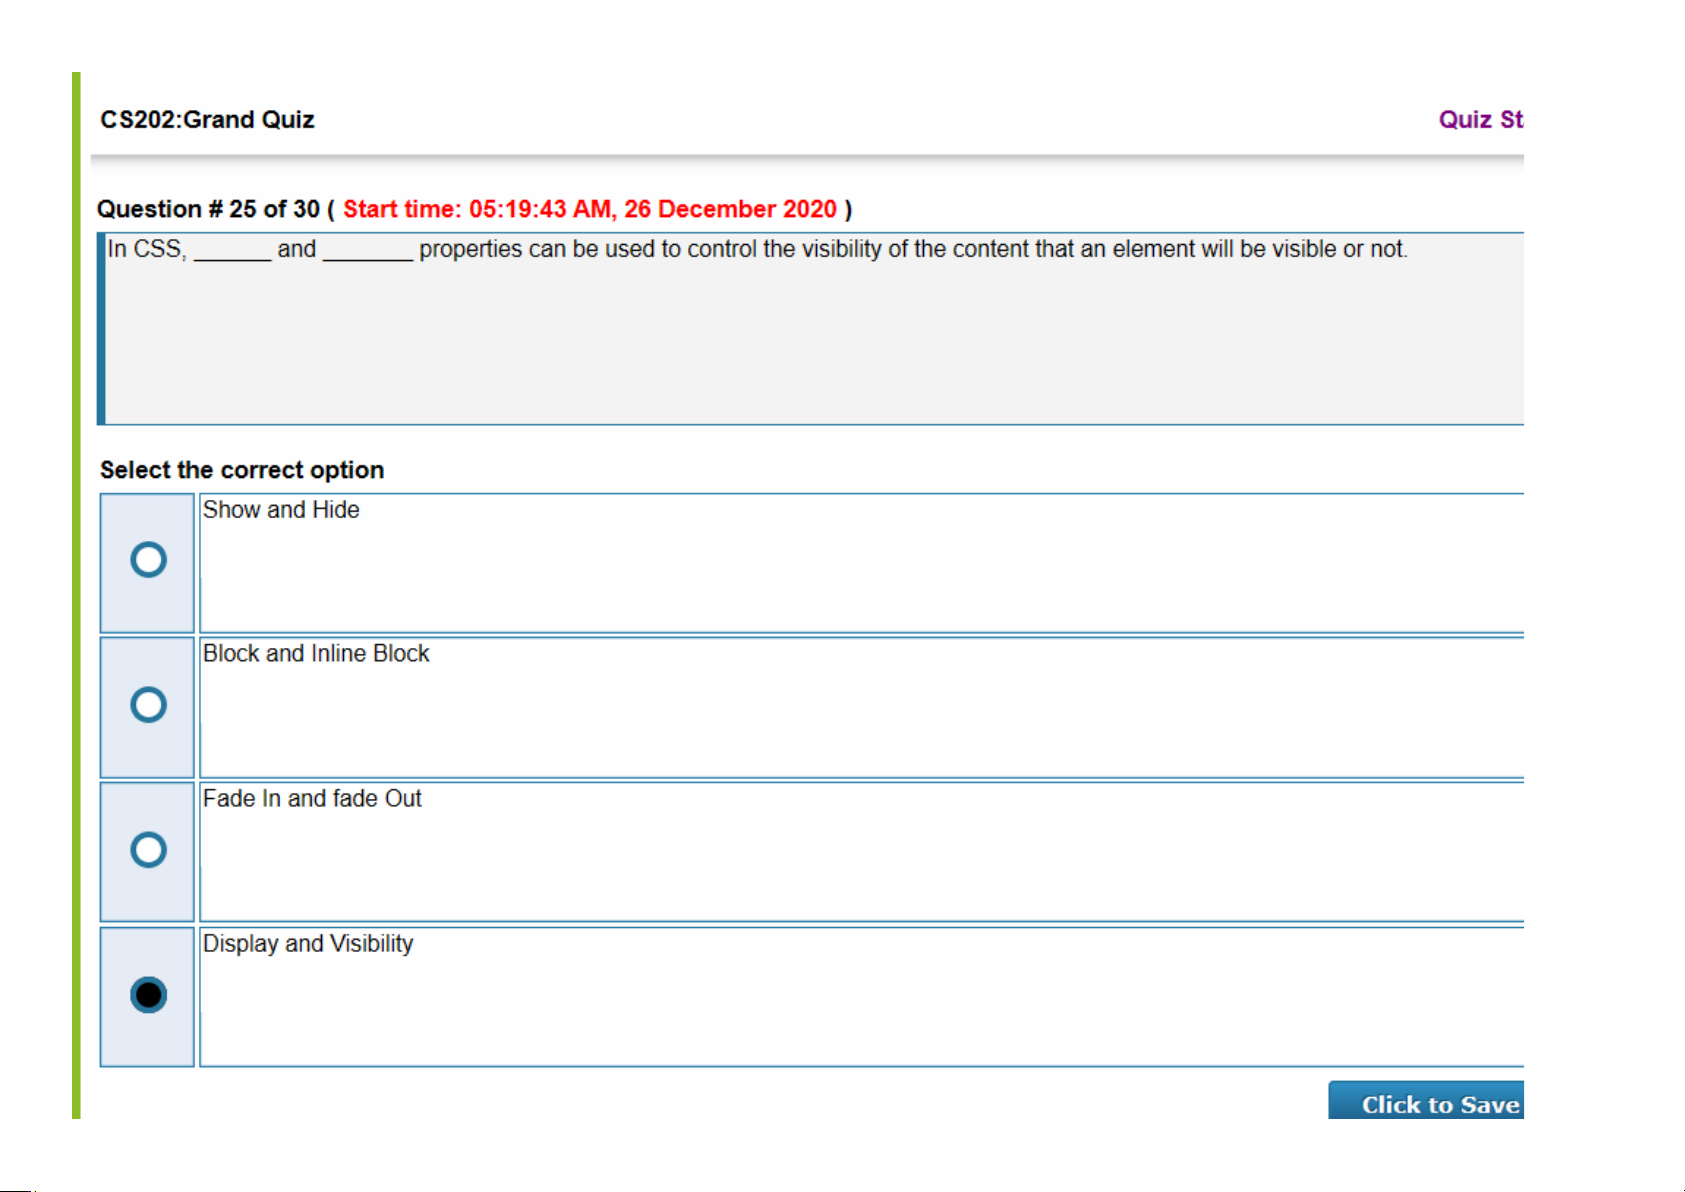 CS202:Grand Quiz
Quiz St
Question # 25 of 30 ( Start time: 05:19:43 AM, 26 December 2020 )
In CSS, ______ and _______ properties can be used to control the visibility of the content that an element will be visible or not.
Select the correct option
Show and Hide
Block and Inline Block
Fade In and fade Out
Display and Visibility
Click to Save